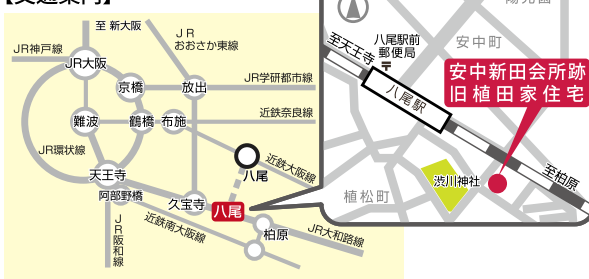 【交通案内】
至 新大阪
JR
おおさか東線
JR神戸線
JR大阪
京橋
放出
JR学研都市線
難波
鶴橋
布施
近鉄奈良線
JR環状線
近鉄大阪線
八尾
天王寺
阿部野橋
久宝寺
八尾
近鉄南大阪線
JR阪和線
柏原
JR大和路線
陽光園
安中町
至天王寺
八尾駅前
郵便局
〒
八尾駅
安中新田会所跡
旧植田家住宅
至柏原
渋川神社
植松町